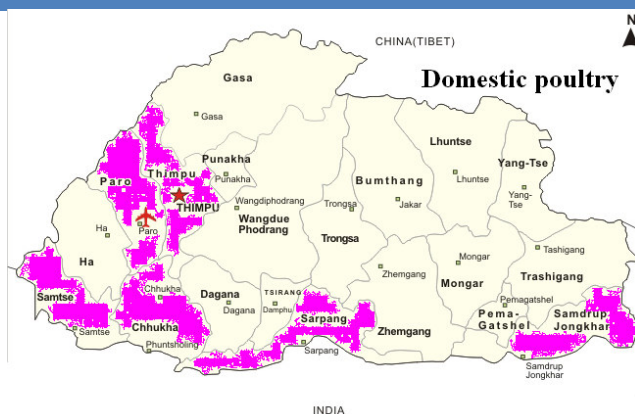 N
CHINA(TIBET)
Domestic poultry
Gasa
Gasa
Lhuntse
Lhuntse
Yang-Tse
Yang-
Tse
Punakha
Punakha
Thimpu
THIMPU
Paro
Paro
Bumthang
Jakar
Wangdiphodrang
Wangdue
Phodrang
Trongsa
Trongsa
Ha
Ha
Mongar
Mongar
Tashigang
Trashigang
Zhemgang
Zhemgang
Samtse
Samtse
Chhukha
Chhukha
Phuntsholing
Dagana
Dagana
TSIRANG
Damphu
Sarpang
Sarpang
Pemagatshel
Pema-
Gatshel
Samdrup
Jongkhar
Samdrup
Jongkhar
INDIA